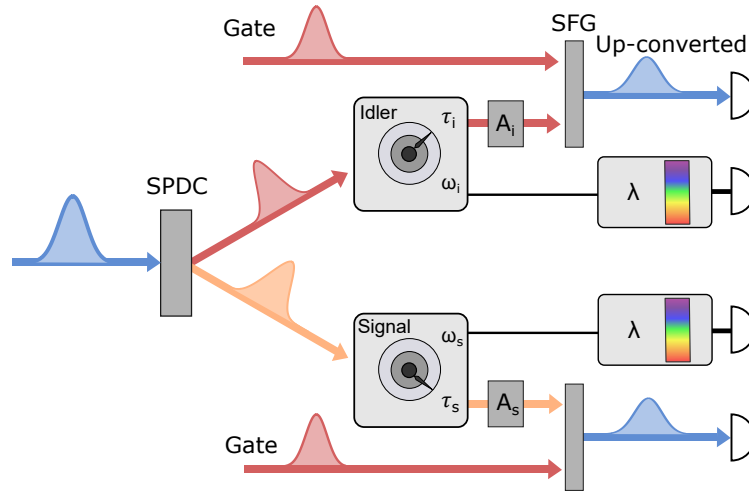 SFG
Gate
Up-converted
Idler
τᵢ
Aᵢ
ωᵢ
λ
SPDC
Signal
ωₛ
λ
τₛ
Aₛ
Gate